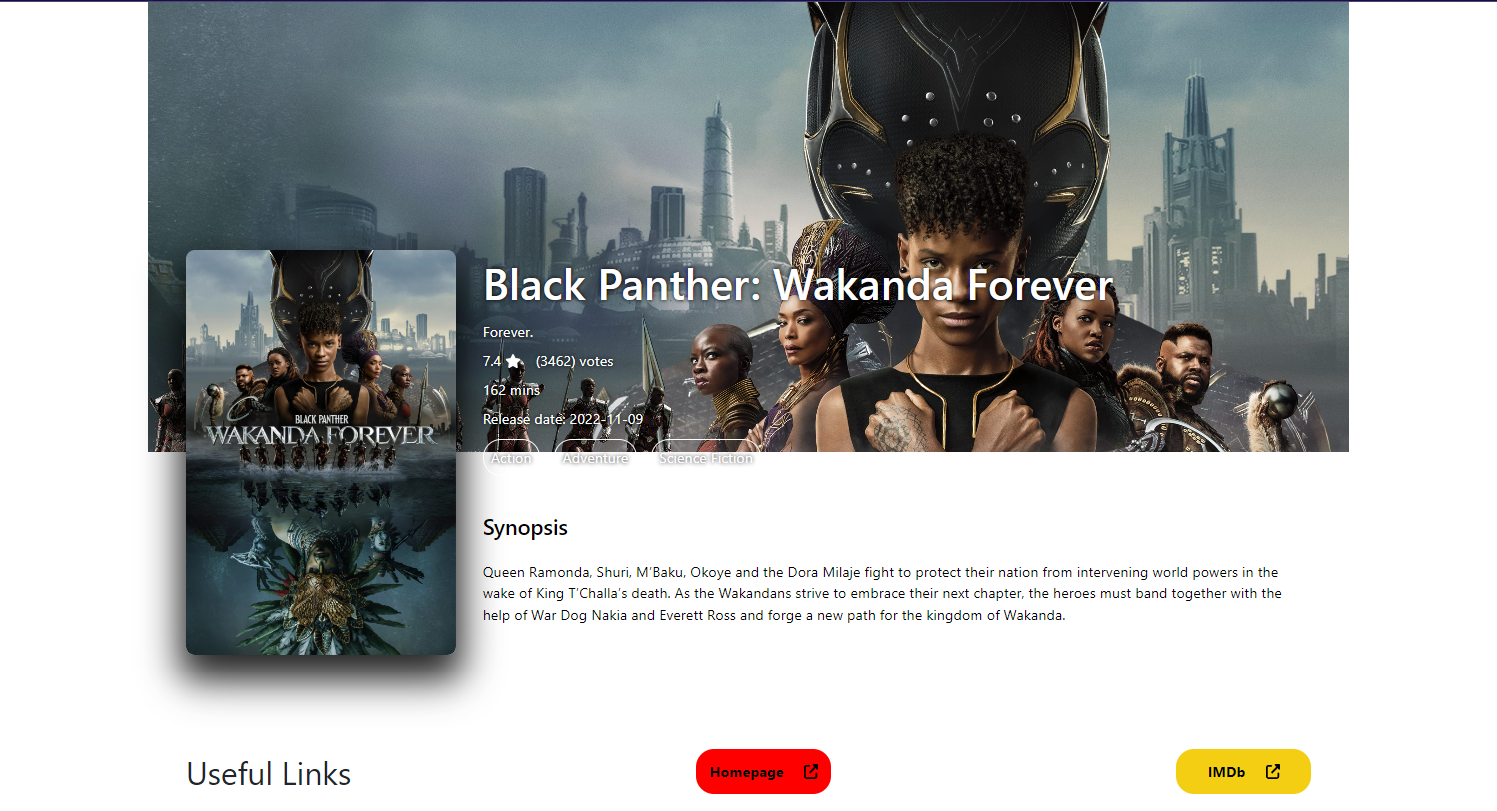 Black Panther: Wakanda Forever
Forever.
7.4 (3462) votes
162 mins
Release date: 2022-11-09
Action Adventure Science Fiction
BLACK PANTHER
WAKANDA FOREVER
Synopsis
Queen Ramonda, Shuri, M’Baku, Okoye and the Dora Milaje fight to protect their nation from intervening world powers in the
wake of King T’Challa’s death. As the Wakandans strive to embrace their next chapter, the heroes must band together with the
help of War Dog Nakia and Everett Ross and forge a new path for the kingdom of Wakanda.
Useful Links
Homepage
IMDb